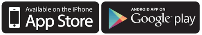 Available on the iPhone
App Store
ANDROID APP ON
Google play